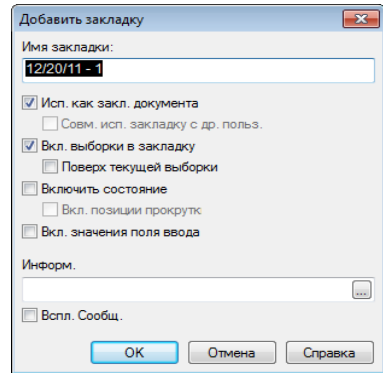 Добавить закладку
Имя закладки:
12/20/11 - 1
Исп. как закл. документа
Совм. исп. закладку с др. польз.
Вкл. выборки в закладку
Поверх текущей выборки
Включить состояние
Вкл. позиции прокрутк
Вкл. значения поля ввода
Информ.
...
Вспл. Сообщ.
OK Отмена Справка